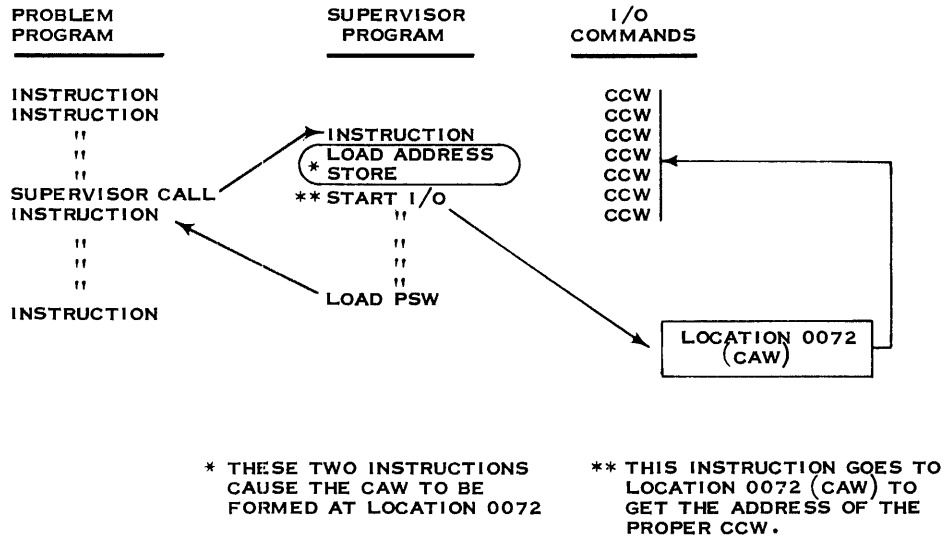 PROBLEM
PROGRAM
INSTRUCTION
INSTRUCTION
"
"
"
SUPERVISOR CALL
INSTRUCTION
"
"
"
INSTRUCTION
SUPERVISOR
PROGRAM
INSTRUCTION
* LOAD ADDRESS
STORE
** START I/O
"
"
"
"
LOAD PSW
I/O
COMMANDS
CCW
CCW
CCW
CCW
CCW
CCW
CCW
LOCATION 0072
(CAW)
* THESE TWO INSTRUCTIONS
CAUSE THE CAW TO BE
FORMED AT LOCATION 0072
** THIS INSTRUCTION GOES TO
LOCATION 0072 (CAW) TO
GET THE ADDRESS OF THE
PROPER CCW.